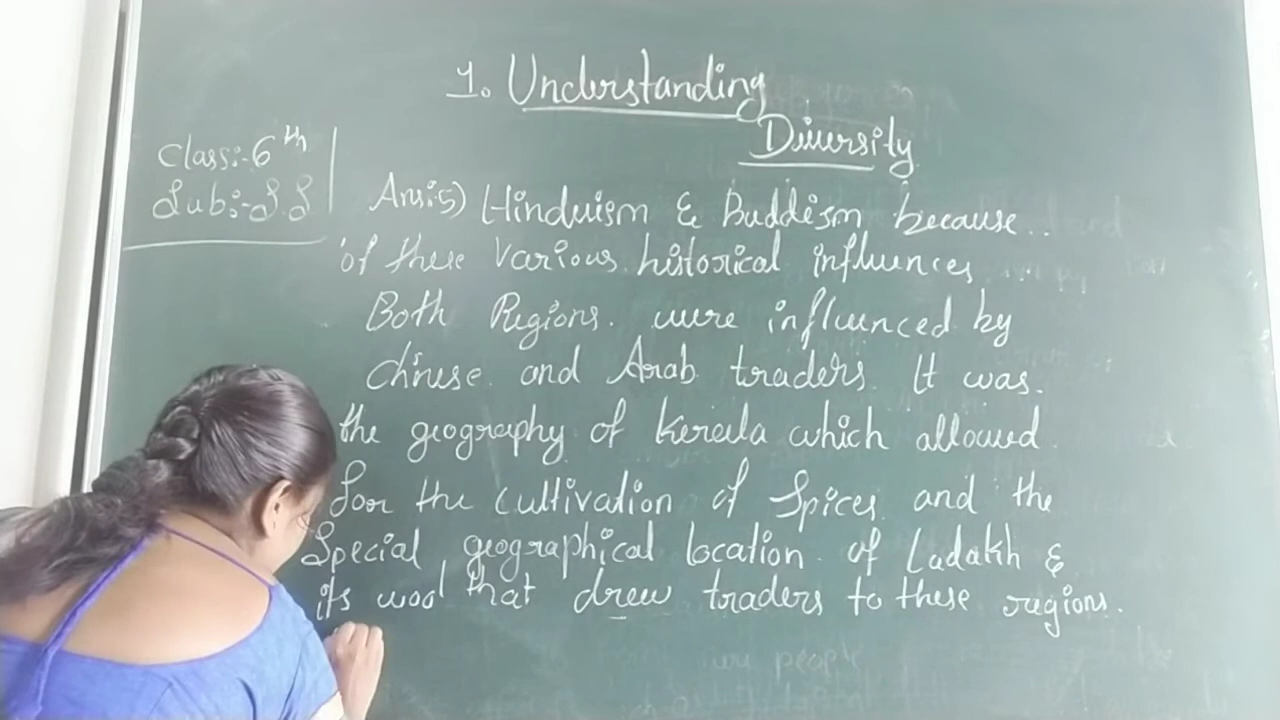 1. Understanding
Diversity
Class:-6th
Sub:-S.S
Ans:5) Hinduism & Buddism because..
of these various historical influences
Both Regions. were influenced by
Chinese and Arab traders. It was.
the geography of Kerala which allowed
for the cultivation of Spices and the
Special geographical location of Ladakh &
its wool that drew traders to these regions.
people